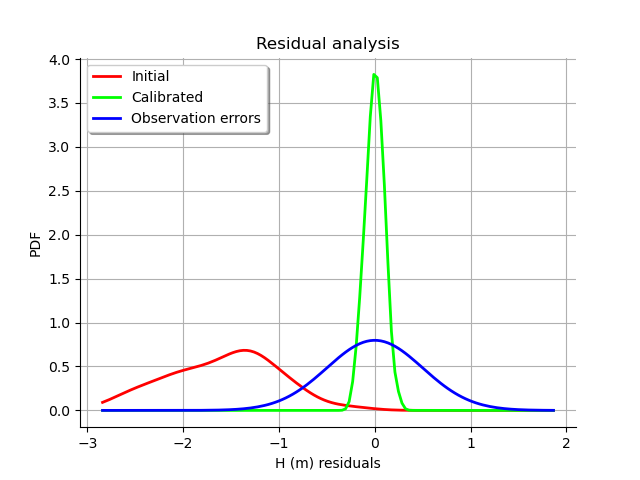 Residual analysis
Initial
Calibrated
Observation errors
PDF
4.0
3.5
3.0
2.5
2.0
1.5
1.0
0.5
0.0
−3 −2 −1 0 1 2
H (m) residuals